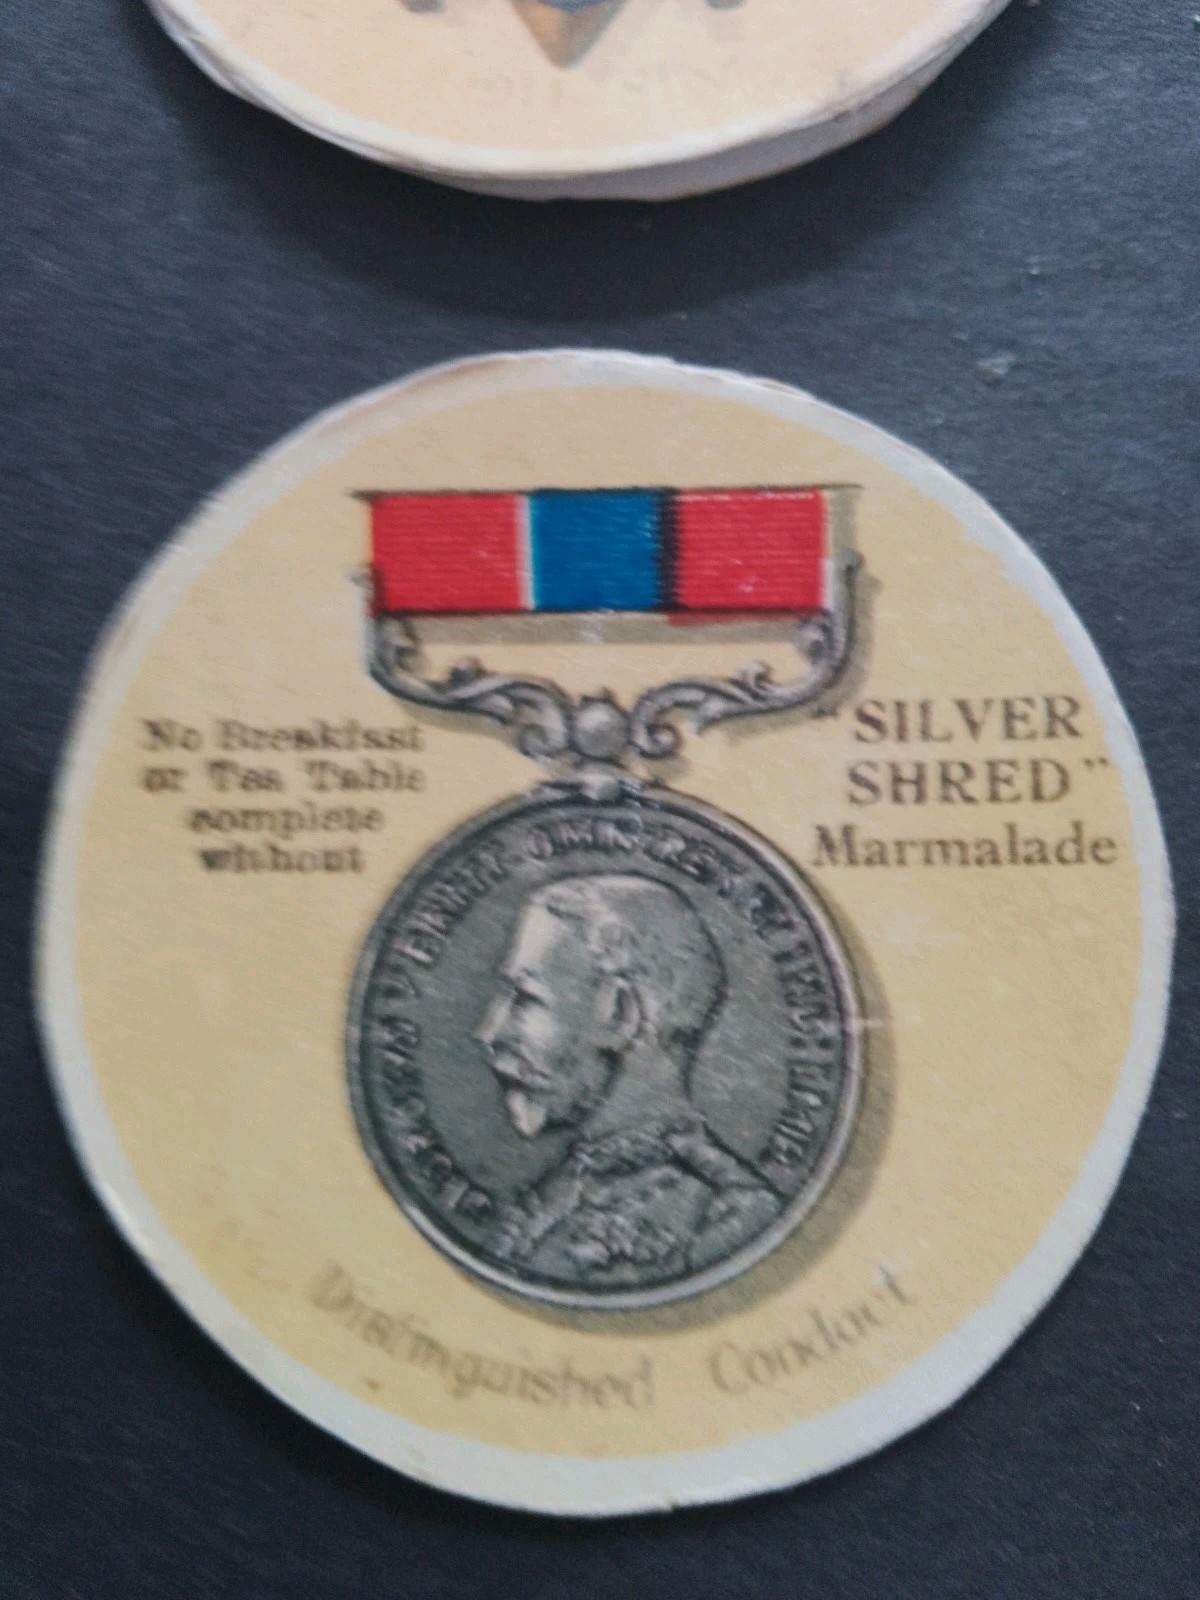 No Breakfast
or Tea Table
complete
without
"SILVER
SHRED"
Marmalade
Distinguished Conduct